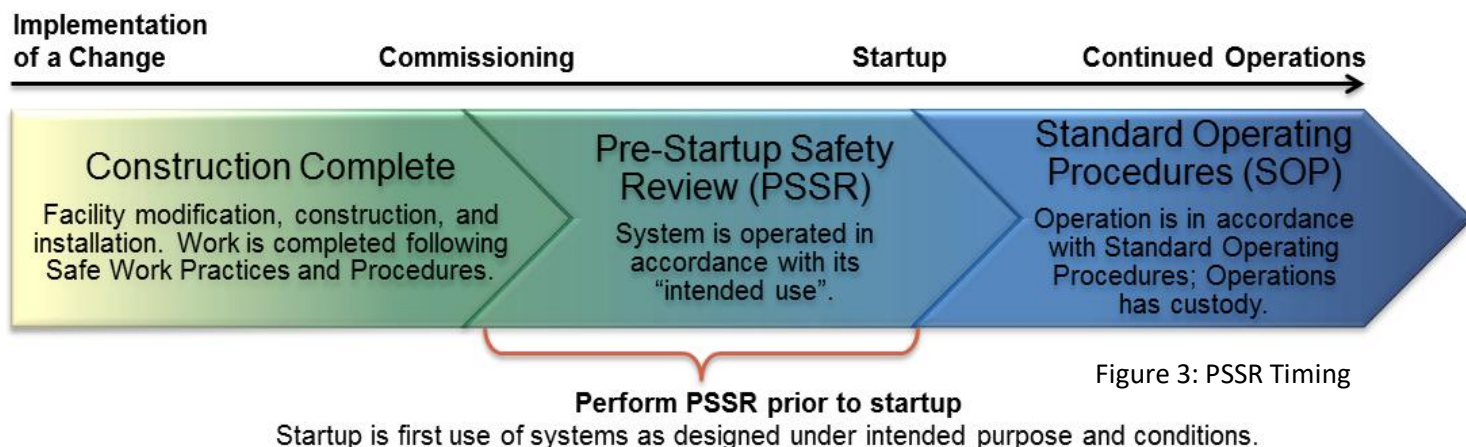 Implementation
of a Change
Commissioning
Startup
Continued Operations
Construction Complete
Facility modification, construction, and
installation. Work is completed following
Safe Work Practices and Procedures.
Pre-Startup Safety
Review (PSSR)
System is operated in
accordance with its
“intended use”.
Standard Operating
Procedures (SOP)
Operation is in accordance
with Standard Operating
Procedures; Operations
has custody.
Figure 3: PSSR Timing
Perform PSSR prior to startup
Startup is first use of systems as designed under intended purpose and conditions.